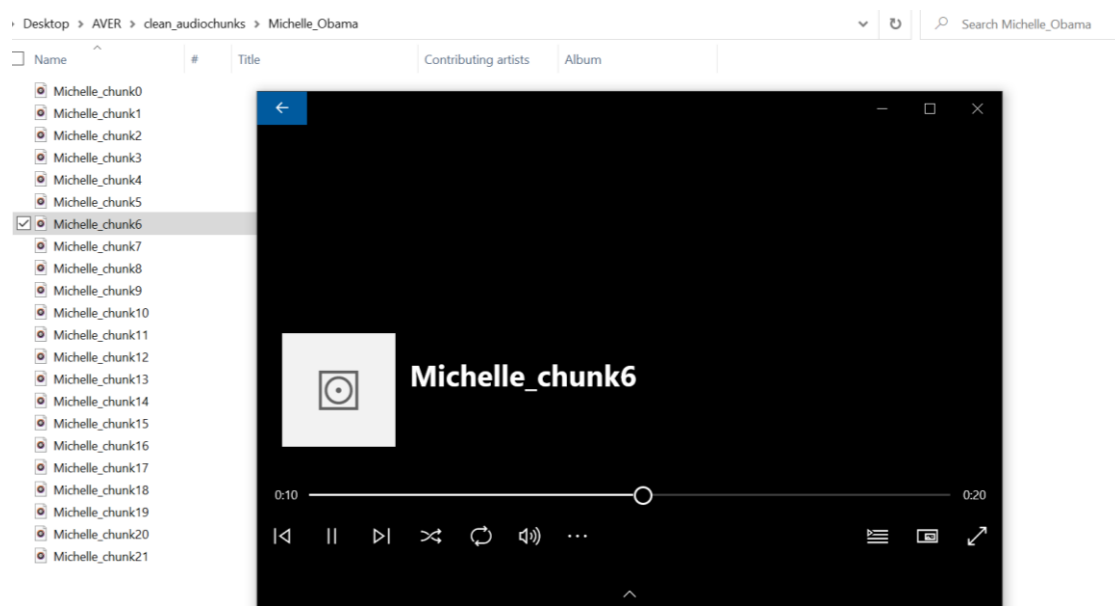 Desktop > AVER > clean_audiochunks > Michelle_Obama
Search Michelle_Obama
Name # Title Contributing artists Album
Michelle_chunk0
Michelle_chunk1
Michelle_chunk2
Michelle_chunk3
Michelle_chunk4
Michelle_chunk5
Michelle_chunk6
Michelle_chunk7
Michelle_chunk8
Michelle_chunk9
Michelle_chunk10
Michelle_chunk11
Michelle_chunk12
Michelle_chunk13
Michelle_chunk14
Michelle_chunk15
Michelle_chunk16
Michelle_chunk17
Michelle_chunk18
Michelle_chunk19
Michelle_chunk20
Michelle_chunk21
Michelle_chunk6
0:10 0:20